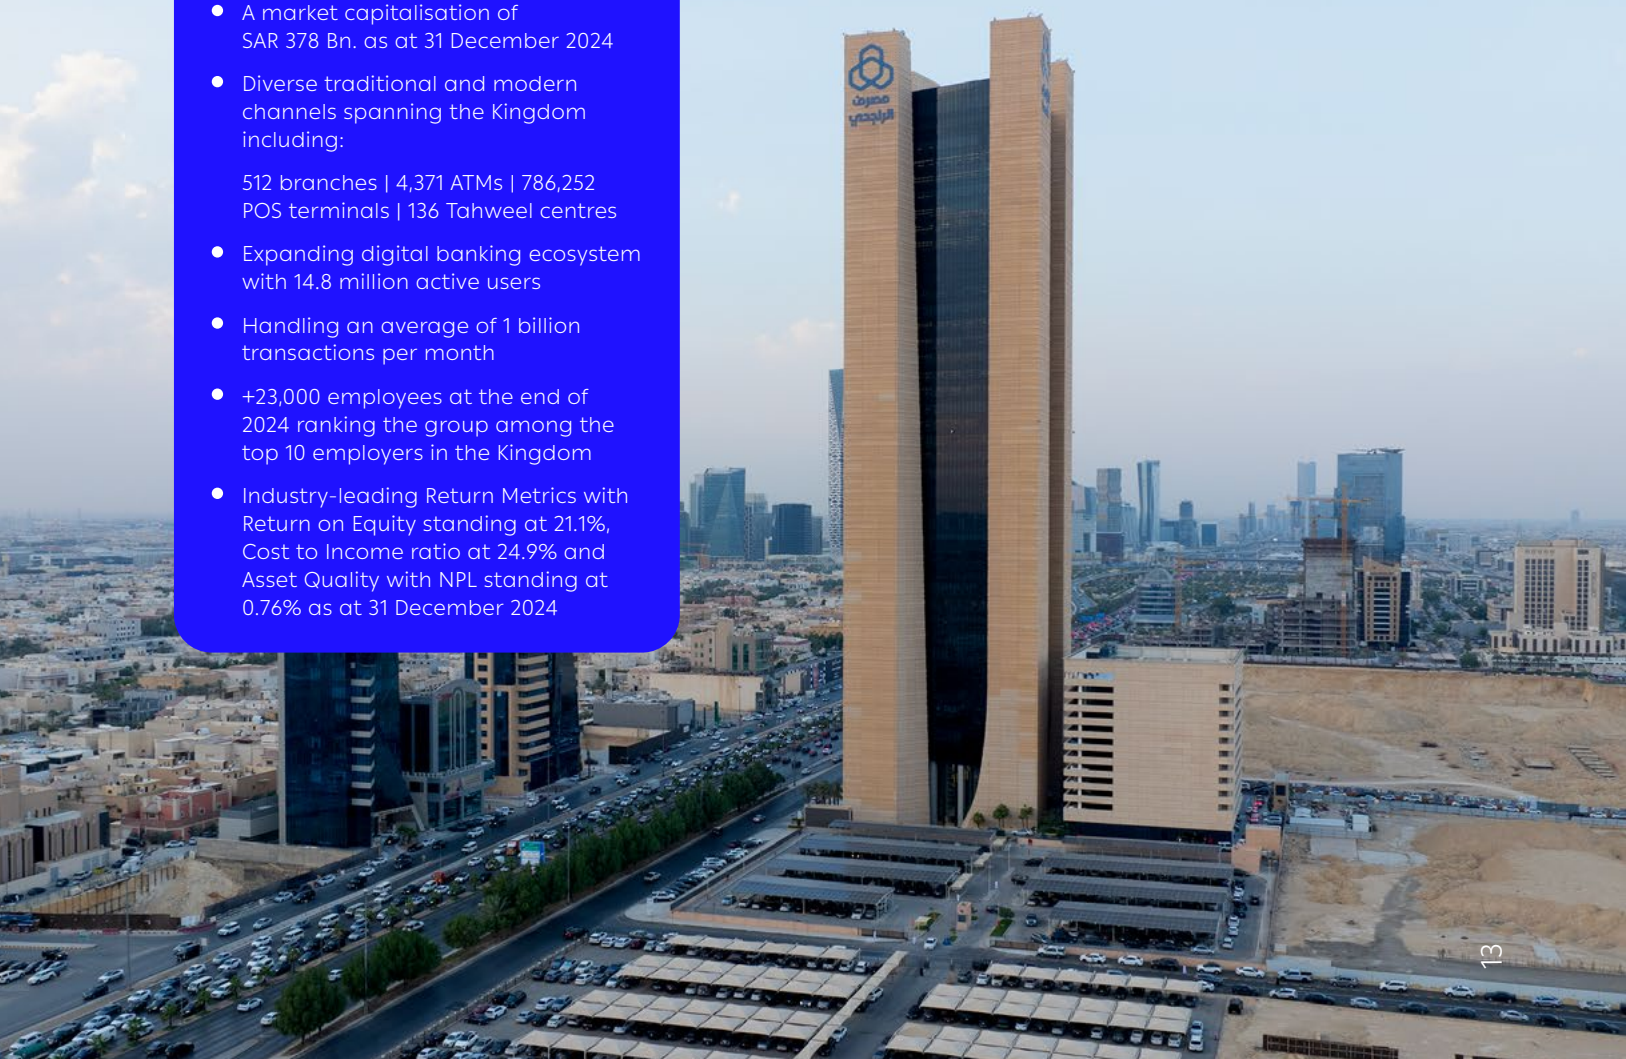 A market capitalisation of
SAR 378 Bn. as at 31 December 2024
Diverse traditional and modern
channels spanning the Kingdom
including:
512 branches | 4,371 ATMs | 786,252
POS terminals | 136 Tahweel centres
Expanding digital banking ecosystem
with 14.8 million active users
Handling an average of 1 billion
transactions per month
+23,000 employees at the end of
2024 ranking the group among the
top 10 employers in the Kingdom
Industry-leading Return Metrics with
Return on Equity standing at 21.1%,
Cost to Income ratio at 24.9% and
Asset Quality with NPL standing at
0.76% as at 31 December 2024
مصرف
الراجحي
13